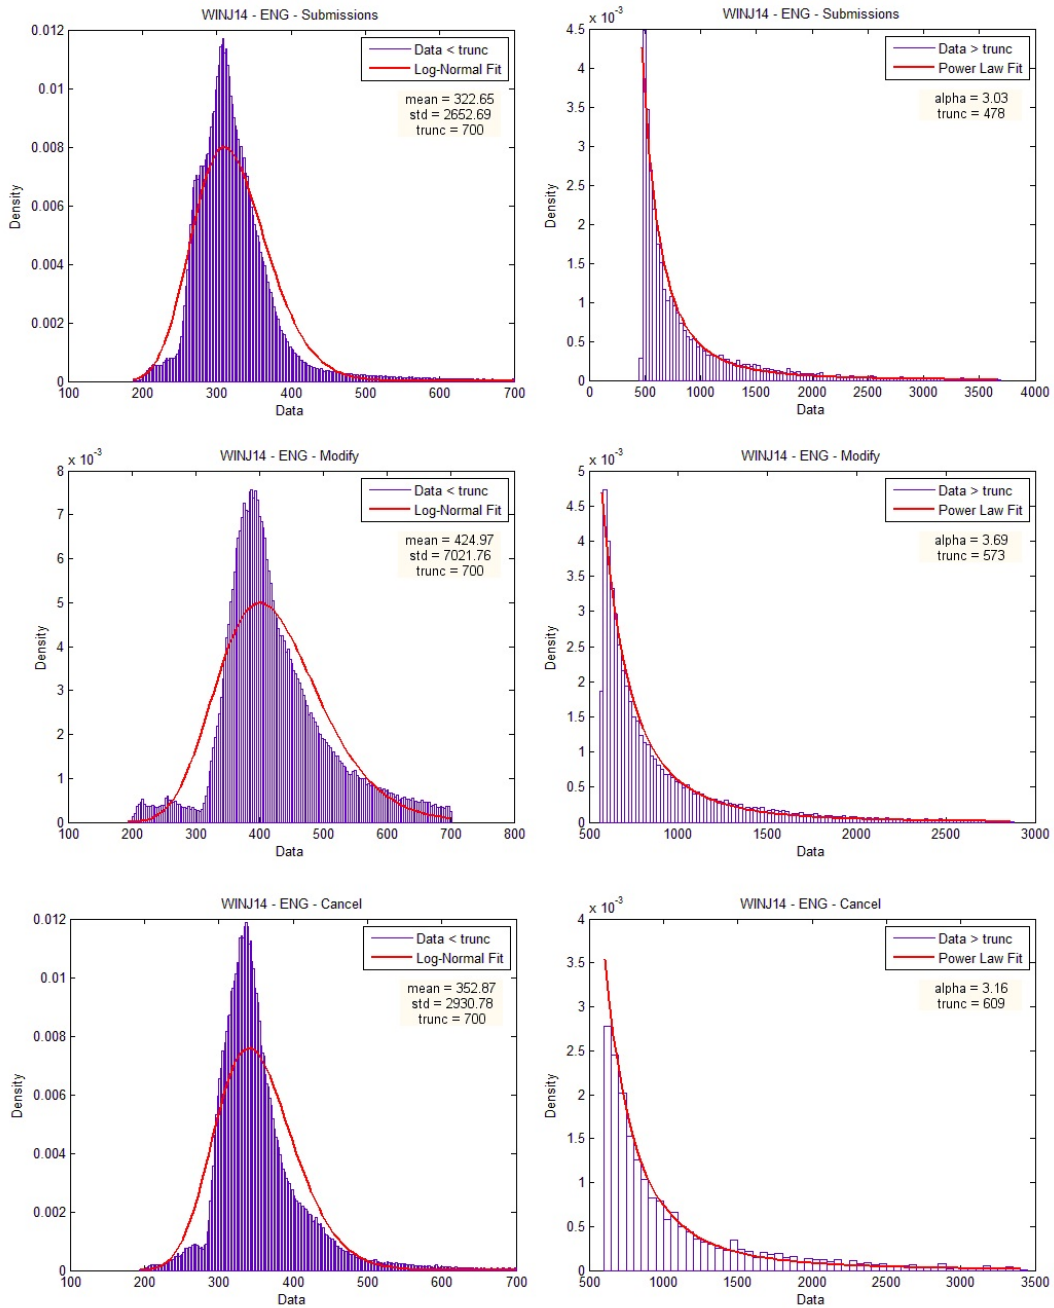 WINJ14 - ENG - Submissions
0.012
0.01
0.008
0.006
0.004
0.002
0
Density
Data < trunc
Log-Normal Fit
mean = 322.65
std = 2652.69
trunc = 700
100 200 300 400 500 600 700
Data
WINJ14 - ENG - Submissions
x 10⁻³
4.5
4
3.5
3
2.5
2
1.5
1
0.5
0
Density
Data > trunc
Power Law Fit
alpha = 3.03
trunc = 478
0 500 1000 1500 2000 2500 3000 3500 4000
Data
WINJ14 - ENG - Modify
x 10⁻³
8
7
6
5
4
3
2
1
0
Density
Data < trunc
Log-Normal Fit
mean = 424.97
std = 7021.76
trunc = 700
100 200 300 400 500 600 700 800
Data
WINJ14 - ENG - Modify
x 10⁻³
5
4.5
4
3.5
3
2.5
2
1.5
1
0.5
0
Density
Data > trunc
Power Law Fit
alpha = 3.69
trunc = 573
500 1000 1500 2000 2500 3000
Data
WINJ14 - ENG - Cancel
0.012
0.01
0.008
0.006
0.004
0.002
0
Density
Data < trunc
Log-Normal Fit
mean = 352.87
std = 2930.78
trunc = 700
100 200 300 400 500 600 700
Data
WINJ14 - ENG - Cancel
x 10⁻³
4
3.5
3
2.5
2
1.5
1
0.5
0
Density
Data > trunc
Power Law Fit
alpha = 3.16
trunc = 609
500 1000 1500 2000 2500 3000 3500
Data